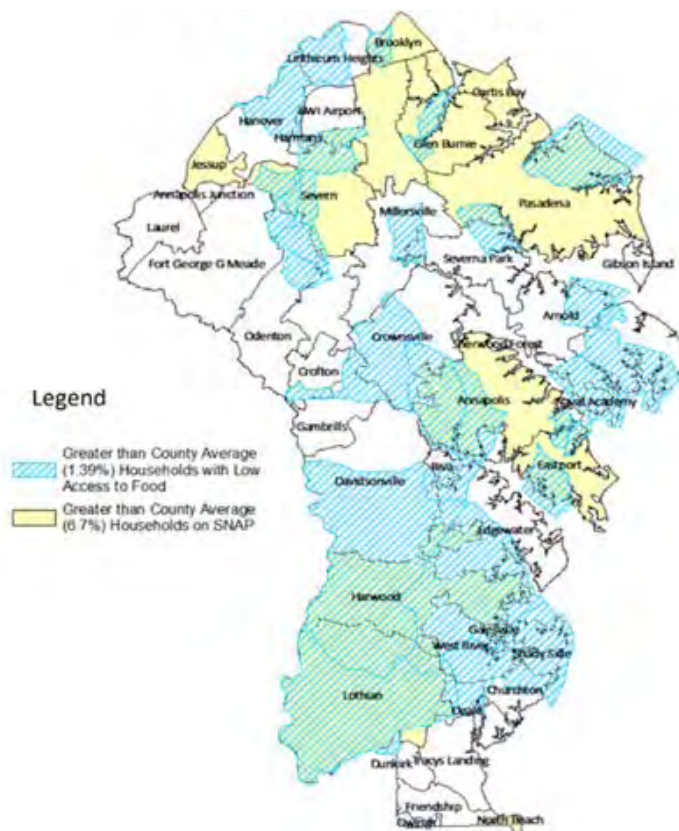 Brooklyn
Linthicum Heights
Curtis Bay
BWI Airport
Hanover
Harmans
Glen Burnie
Jessup
Severn
Annapolis Junction
Pasadena
Millersville
Laurel
Fort George G Meade
Severna Park
Gibson Island
Arnold
Odenton
Crownsville
Sherwood Forest
Crofton
Legend
Annapolis
Naval Academy
Gambrills
Greater than County Average
(1.39%) Households with Low
Access to Food
Riva
Eastport
Davidsonville
Greater than County Average
(6.7%) Households on SNAP
Edgewater
Harwood
Galesville
West River
Shady Side
Lothian
Churchton
Deale
Dunkirk
Tracys Landing
Friendship
Owings
North Beach